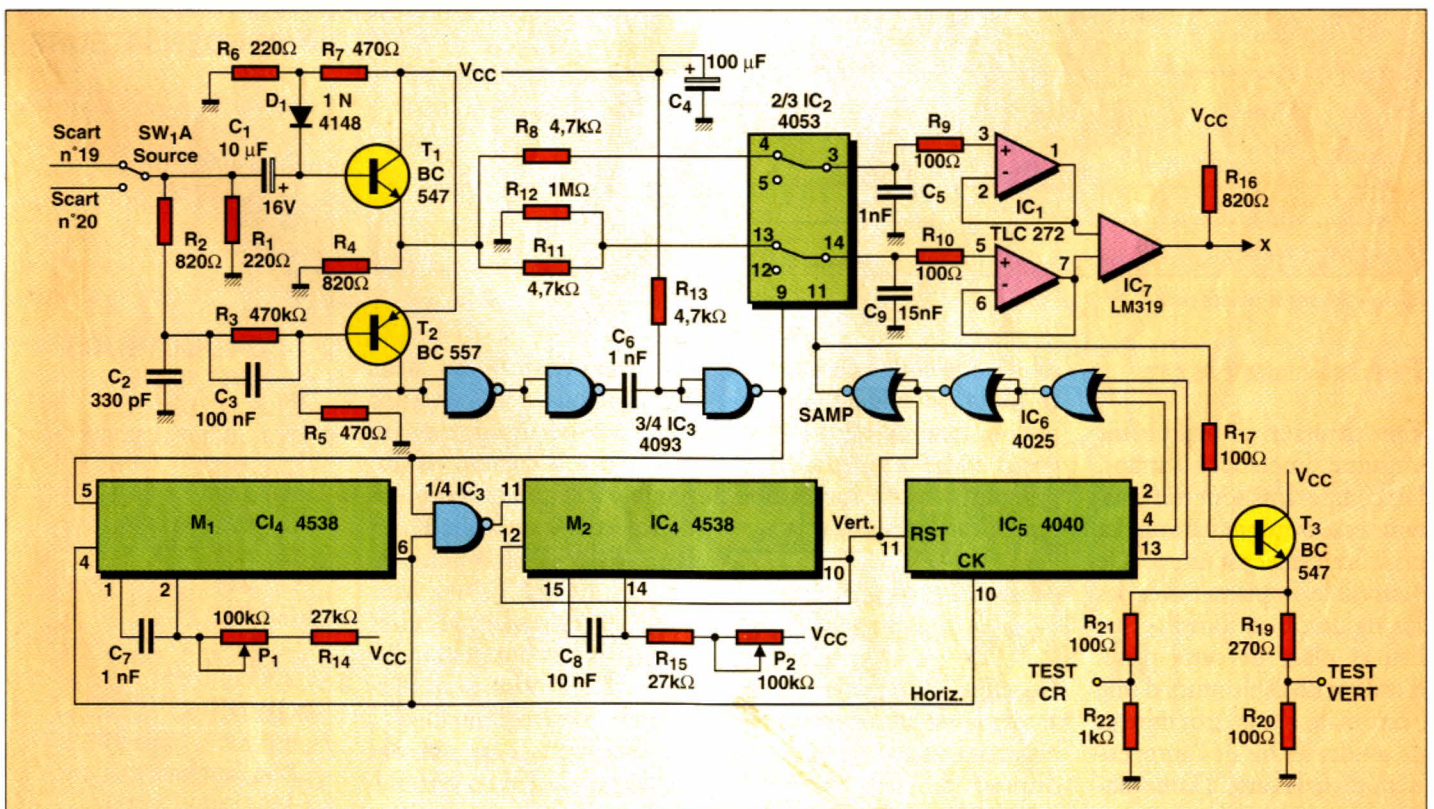 R6 220Ω
R7 470Ω
VCC
100 µF
+
C4
D1
1 N
4148
Scart
n°19
SW1A
Source
C1
10 µF
+
16V
T1
BC
547
Scart
n°20
R2
820Ω
R1
220Ω
R4
820Ω
R8 4,7kΩ
R12 1MΩ
R11
4,7kΩ
2/3 IC2
4053
4
5
3
13
12
14
9
11
R9
100Ω
C5
1nF
R10
100Ω
C9
15nF
3
+
2
-
1
IC1
TLC 272
5
+
6
-
7
IC7
LM319
VCC
R16
820Ω
X
R3 470kΩ
C2
330 pF
C3
100 nF
T2
BC 557
R5 470Ω
C6
1 nF
R13
4,7kΩ
3/4 IC3
4093
SAMP
IC6
4025
R17
100Ω
VCC
T3
BC
547
5
4
M1 CI4 4538
6
1
2
1/4 IC3
11
12
M2 IC4 4538
10
15
14
Vert.
11
RST
IC5 4040
CK
10
2
4
13
C7
1 nF
100kΩ
P1
27kΩ
R14
VCC
C8
10 nF
R15
27kΩ
P2
100kΩ
VCC
Horiz.
R21
100Ω
R19
270Ω
TEST
CR
TEST
VERT
R22
1kΩ
R20
100Ω